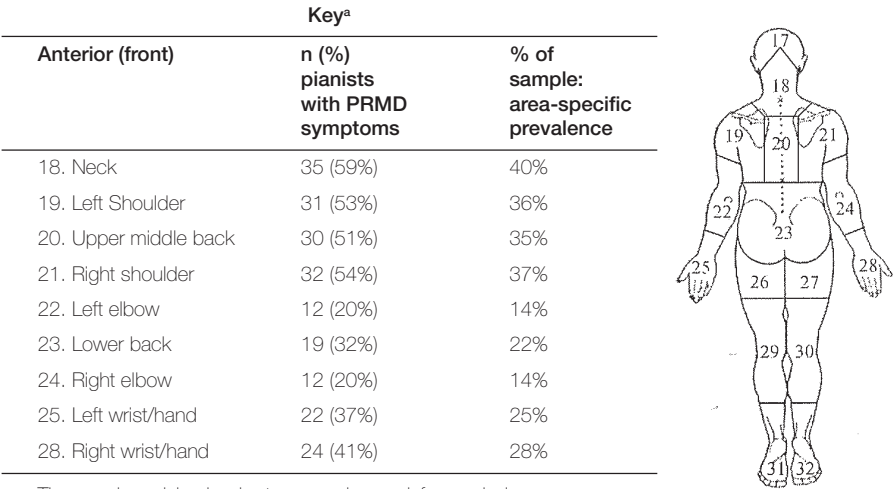 Keyª
Anterior (front) n (%) pianists with PRMD symptoms % of sample: area-specific prevalence
18. Neck 35 (59%) 40%
19. Left Shoulder 31 (53%) 36%
20. Upper middle back 30 (51%) 35%
21. Right shoulder 32 (54%) 37%
22. Left elbow 12 (20%) 14%
23. Lower back 19 (32%) 22%
24. Right elbow 12 (20%) 14%
25. Left wrist/hand 22 (37%) 25%
28. Right wrist/hand 24 (41%) 28%
17
18
19 20 21
22 24
23
25 26 27 28
29 30
31 32